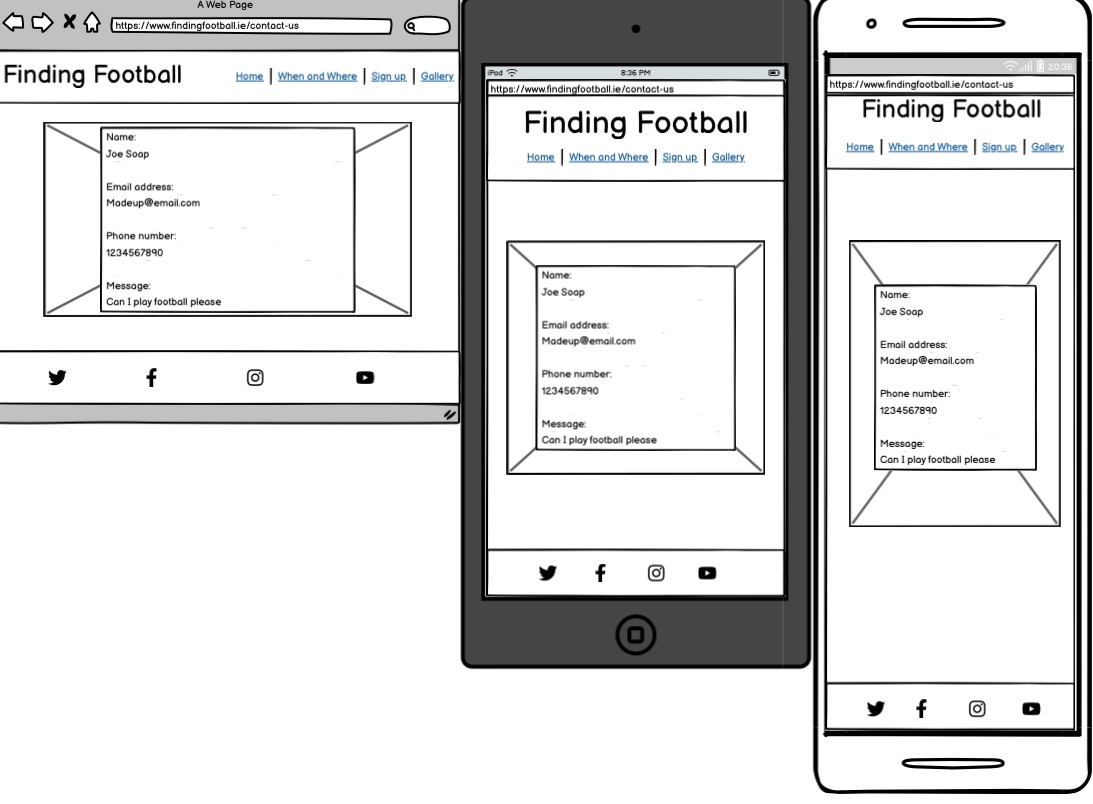 A Web Page
https://www.findingfootball.ie/contact-us
Finding Football
Home | When and Where | Sign up | Gallery
Name:
Joe Soap
Email address:
Madeup@email.com
Phone number:
1234567890
Message:
Can I play football please
iPod 8:36 PM
https://www.findingfootball.ie/contact-us
Finding Football
Home | When and Where | Sign up | Gallery
Name:
Joe Soap
Email address:
Madeup@email.com
Phone number:
1234567890
Message:
Can I play football please
20:36
https://www.findingfootball.ie/contact-us
Finding Football
Home | When and Where | Sign up | Gallery
Name:
Joe Soap
Email address:
Madeup@email.com
Phone number:
1234567890
Message:
Can I play football please